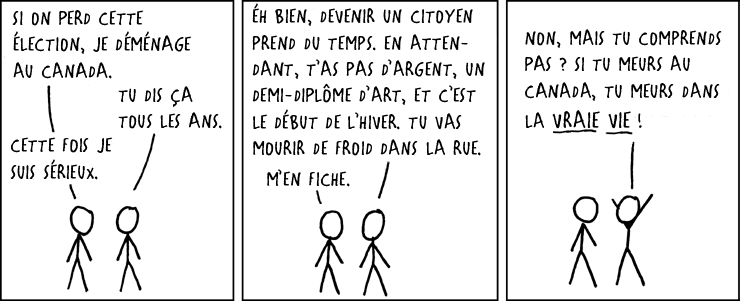 SI ON PERD CETTE
ÉLECTION, JE DÉMÉNAGE
AU CANADA.
TU DIS ÇA
TOUS LES ANS.
CETTE FOIS JE
SUIS SÉRIEUX.
ÉH BIEN, DEVENIR UN CITOYEN
PREND DU TEMPS. EN ATTEN-
DANT, T'AS PAS D'ARGENT, UN
DEMI-DIPLÔME D'ART, ET C'EST
LE DÉBUT DE L'HIVER. TU VAS
MOURIR DE FROID DANS LA RUE.
M'EN FICHE.
NON, MAIS TU COMPRENDS
PAS ? SI TU MEURS AU
CANADA, TU MEURS DANS
LA VRAIE VIE !